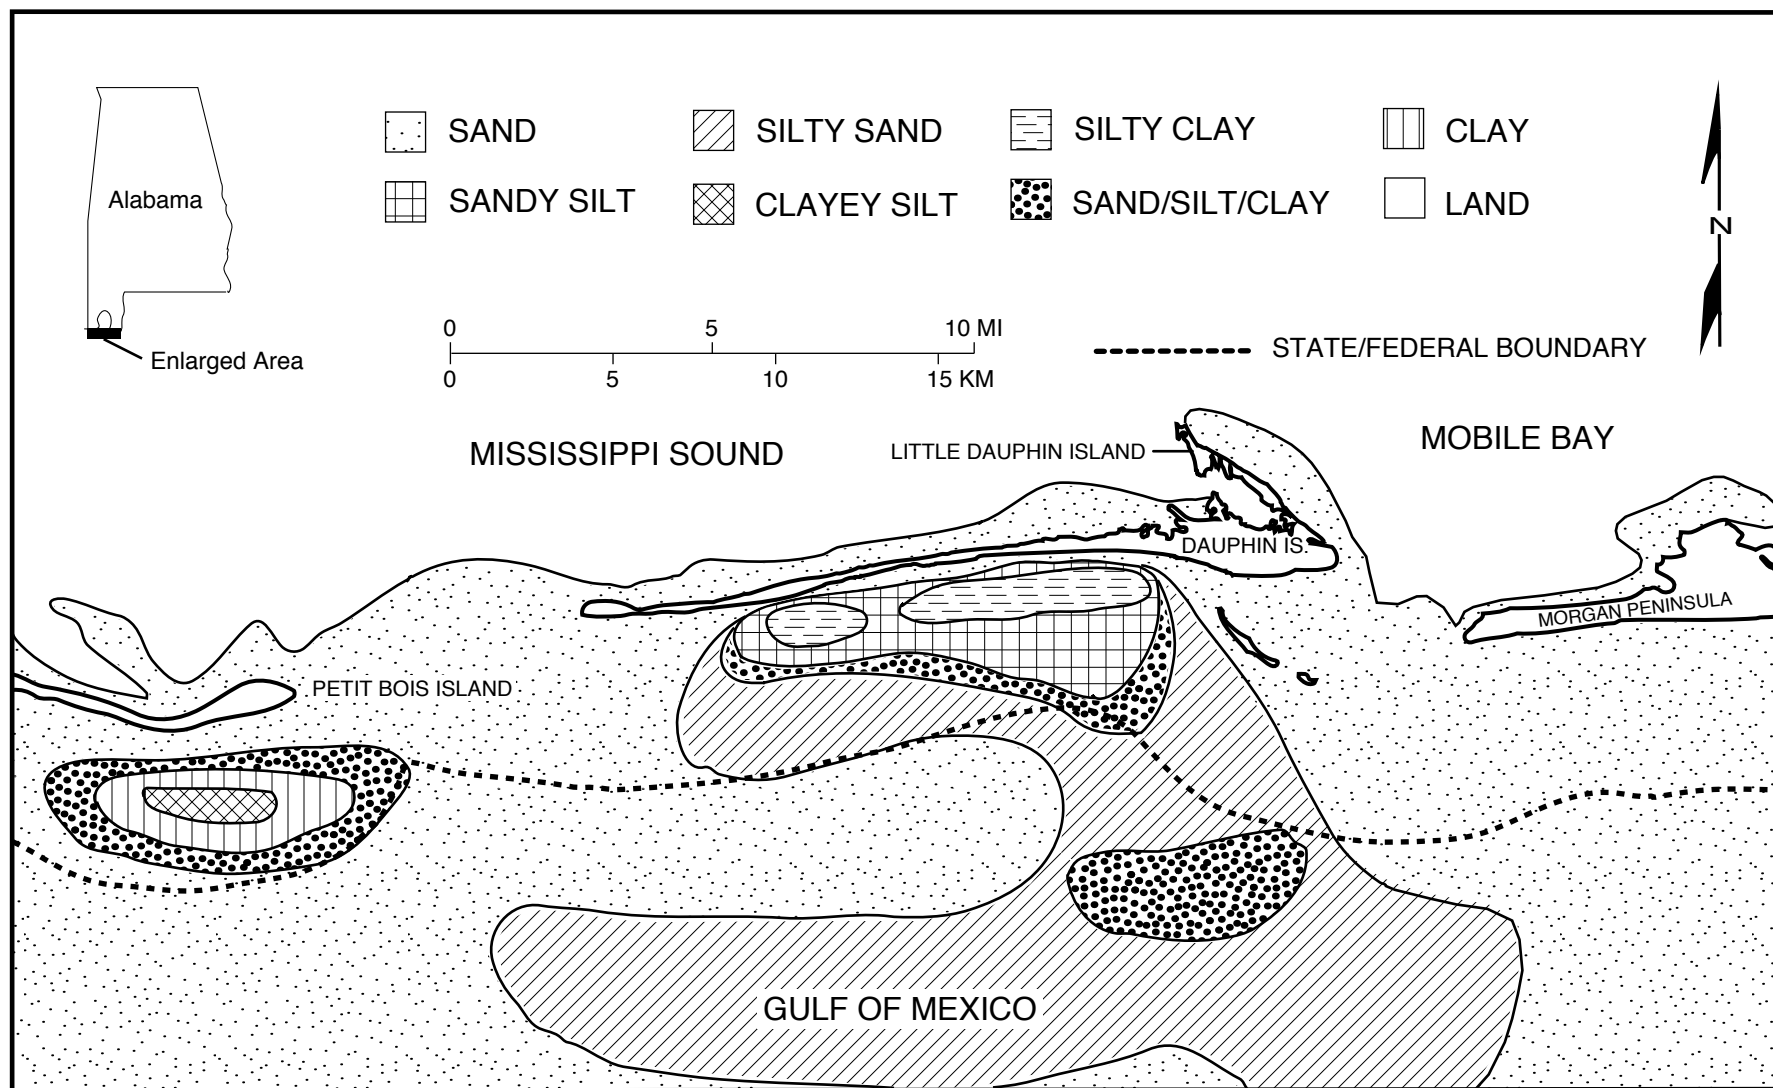 SAND
SILTY SAND
SILTY CLAY
CLAY
Alabama
SANDY SILT
CLAYEY SILT
SAND/SILT/CLAY
LAND
N
0 5 10 MI
0 5 10 15 KM
Enlarged Area
STATE/FEDERAL BOUNDARY
MISSISSIPPI SOUND
LITTLE DAUPHIN ISLAND
MOBILE BAY
DAUPHIN IS.
MORGAN PENINSULA
PETIT BOIS ISLAND
GULF OF MEXICO